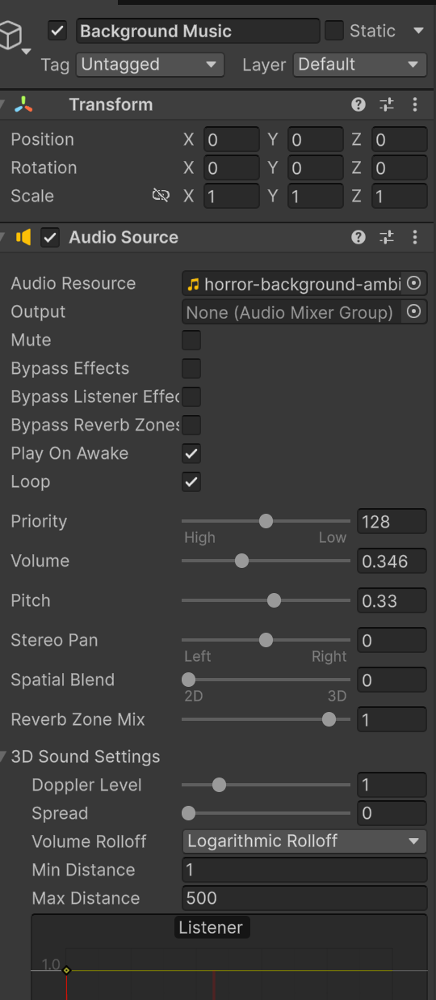 Background Music Static
Tag Untagged Layer Default
Transform
Position X 0 Y 0 Z 0
Rotation X 0 Y 0 Z 0
Scale X 1 Y 1 Z 1
Audio Source
Audio Resource horror-background-ambi
Output None (Audio Mixer Group)
Mute
Bypass Effects
Bypass Listener Effec
Bypass Reverb Zones
Play On Awake
Loop
Priority 128
High Low
Volume 0.346
Pitch 0.33
Stereo Pan 0
Left Right
Spatial Blend 0
2D 3D
Reverb Zone Mix 1
3D Sound Settings
Doppler Level 1
Spread 0
Volume Rolloff Logarithmic Rolloff
Min Distance 1
Max Distance 500
Listener
1.0